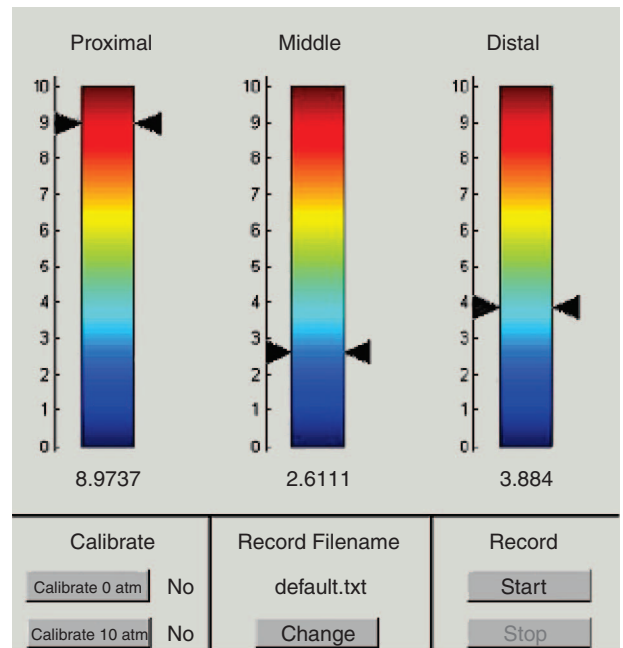 Proximal Middle Distal
10 10 10
9 9 9
8 8 8
7 7 7
6 6 6
5 5 5
4 4 4
3 3 3
2 2 2
1 1 1
0 0 0
8.9737 2.6111 3.884
Calibrate Record Filename Record
Calibrate 0 atm No default.txt Start
Calibrate 10 atm No Change Stop